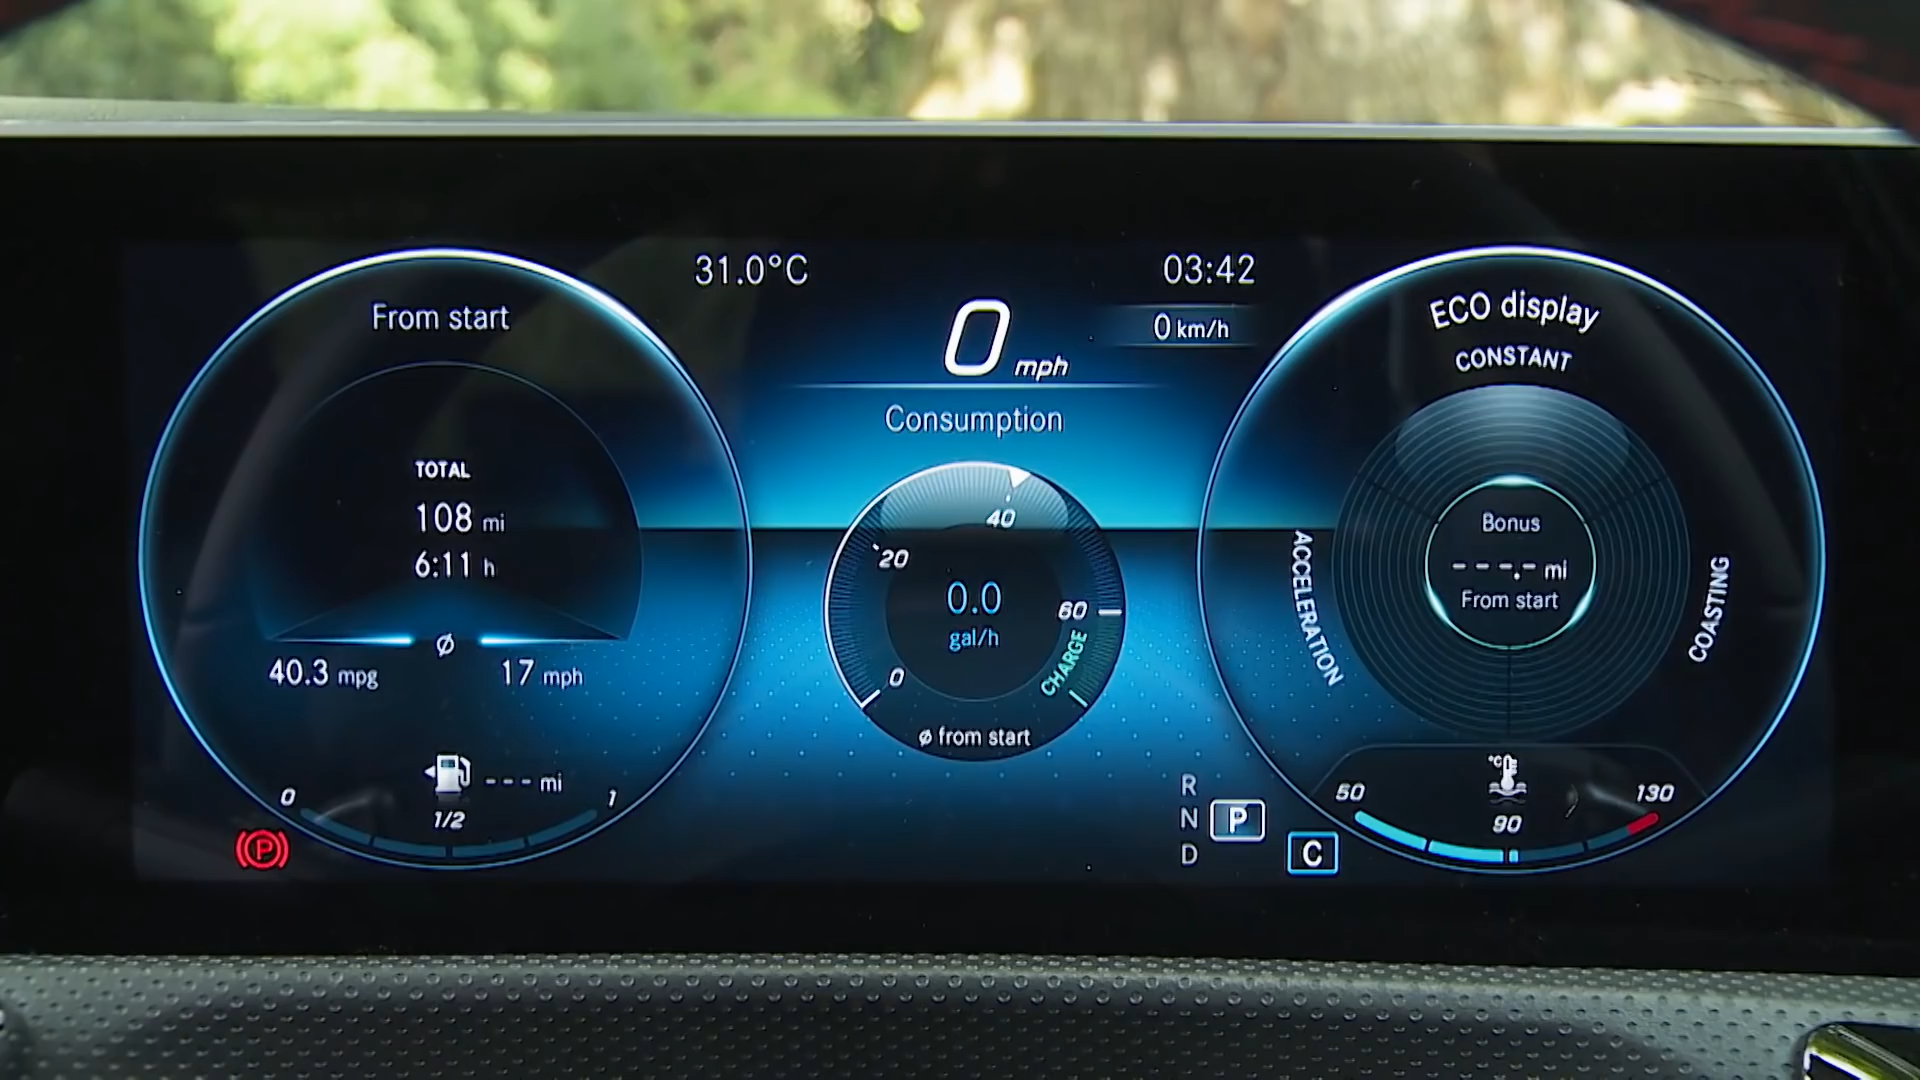 From start
TOTAL
108 mi
6:11 h
ø
40.3 mpg
17 mph
0
--- mi
1/2
1
P
31.0°C
03:42
0 mph
0 km/h
Consumption
0
20
40
60
CHARGE
0.0
gal/h
ø from start
R
N
D
P
C
ECO display
CONSTANT
ACCELERATION
COASTING
Bonus
---.- mi
From start
°C
50
90
130